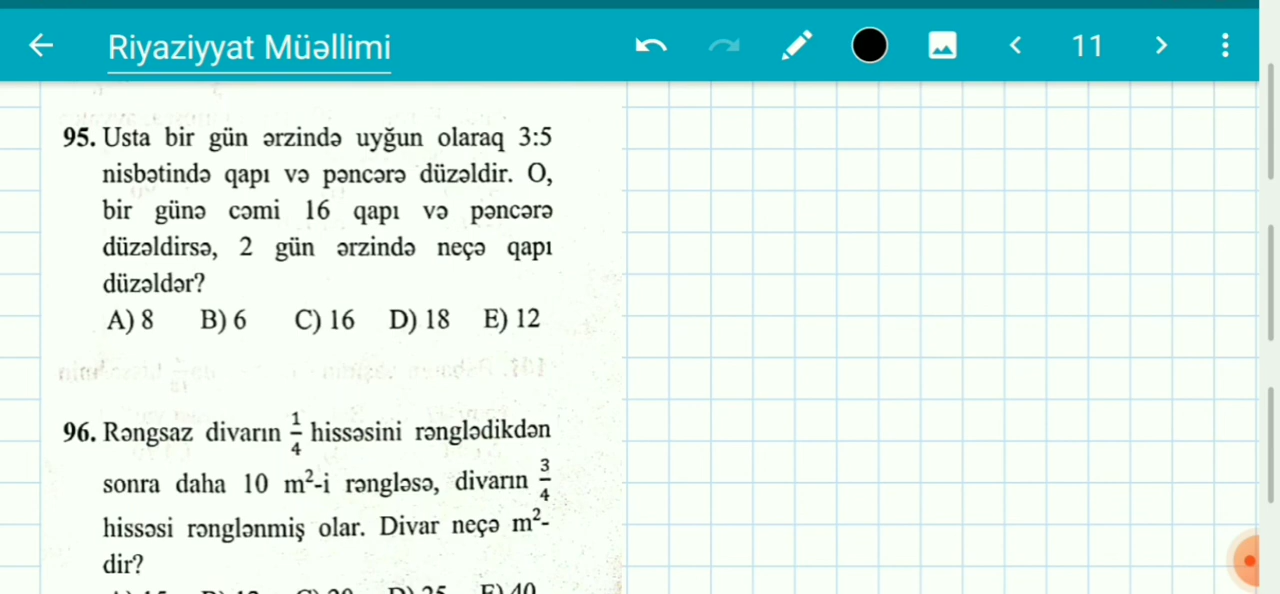 Riyaziyyat Müəllimi
11
95. Usta bir gün ərzində uyğun olaraq 3:5
nisbətində qapı və pəncərə düzəldir. O,
bir günə cəmi 16 qapı və pəncərə
düzəldirsə, 2 gün ərzində neçə qapı
düzəldər?
A) 8 B) 6 C) 16 D) 18 E) 12
96. Rəngsaz divarın 1/4 hissəsini rənglədikdən
sonra daha 10 m²-i rəngləsə, divarın 3/4
hissəsi rənglənmiş olar. Divar neçə m²-
dir?